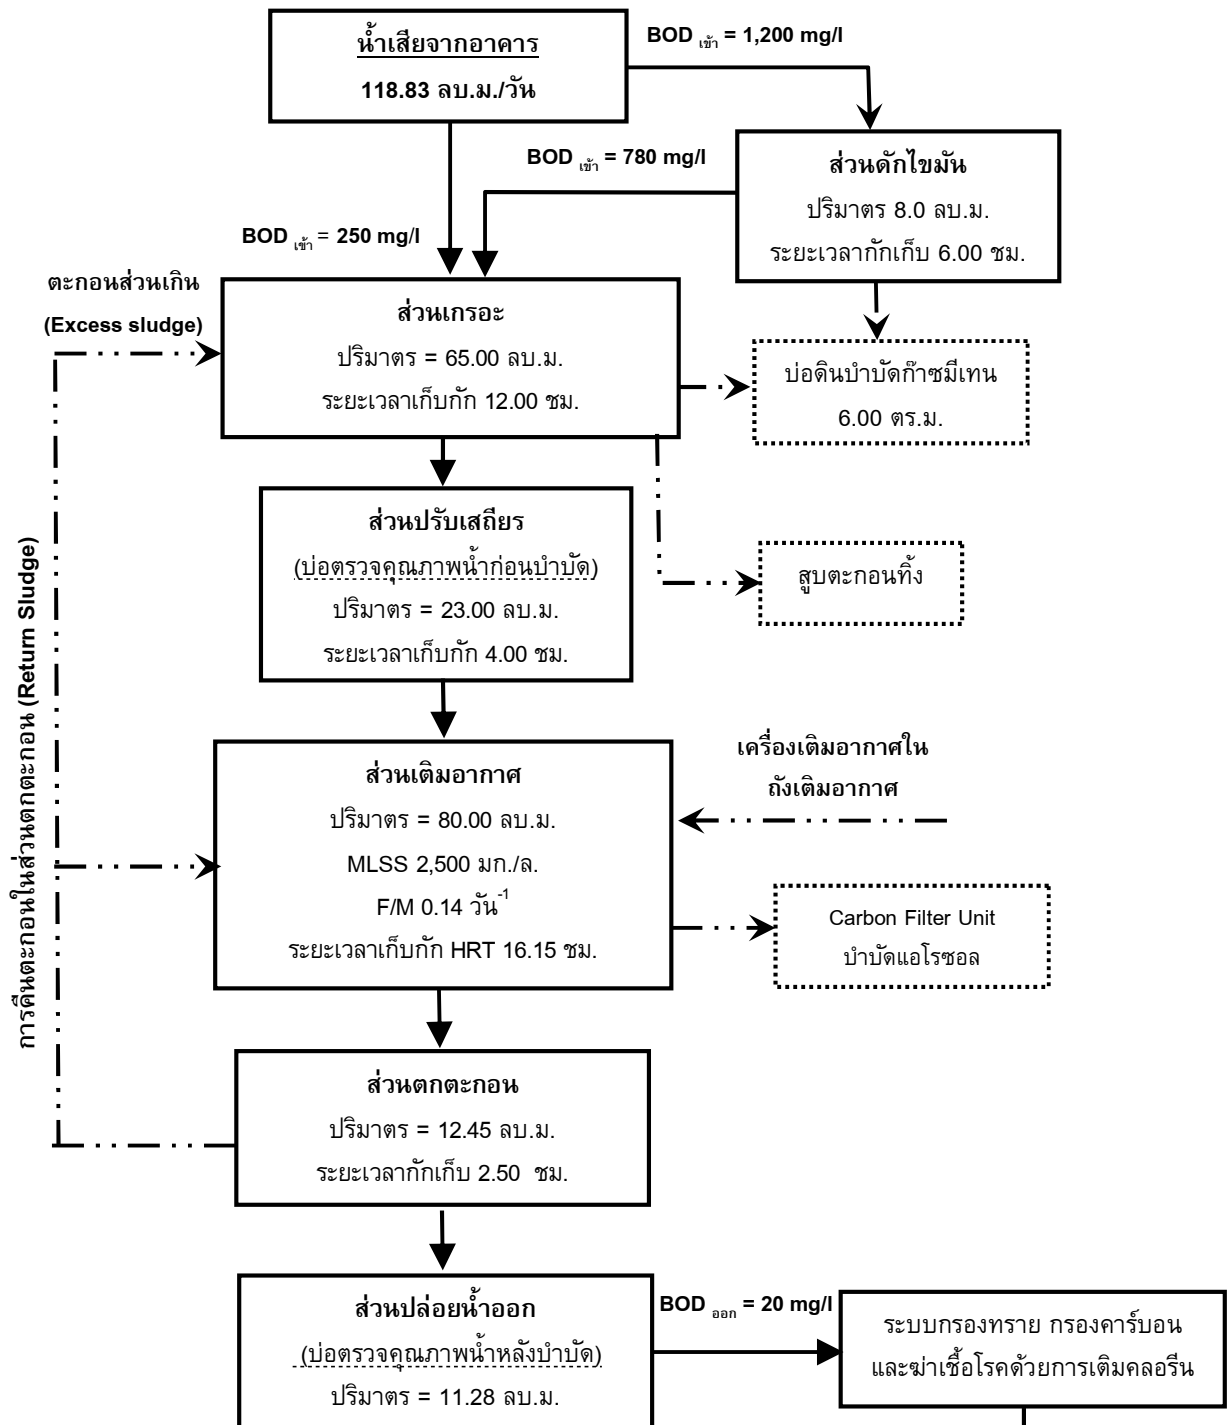 น้ำเสียจากอาคาร
118.83 ลบ.ม./วัน
BOD เข้า = 1,200 mg/l
BOD เข้า = 780 mg/l
ส่วนดักไขมัน
ปริมาตร 8.0 ลบ.ม.
ระยะเวลากักเก็บ 6.00 ชม.
BOD เข้า = 250 mg/l
ตะกอนส่วนเกิน
(Excess sludge)
ส่วนเกรอะ
ปริมาตร = 65.00 ลบ.ม.
ระยะเวลาเก็บกัก 12.00 ชม.
บ่อดินบำบัดก๊าซมีเทน
6.00 ตร.ม.
ส่วนปรับเสถียร
(บ่อตรวจคุณภาพน้ำก่อนบำบัด)
ปริมาตร = 23.00 ลบ.ม.
ระยะเวลาเก็บกัก 4.00 ชม.
สูบตะกอนทิ้ง
การคืนตะกอนในส่วนตกตะกอน (Return Sludge)
ส่วนเติมอากาศ
ปริมาตร = 80.00 ลบ.ม.
MLSS 2,500 มก./ล.
F/M 0.14 วัน⁻¹
ระยะเวลาเก็บกัก HRT 16.15 ชม.
เครื่องเติมอากาศใน
ถังเติมอากาศ
Carbon Filter Unit
บำบัดแอโรซอล
ส่วนตกตะกอน
ปริมาตร = 12.45 ลบ.ม.
ระยะเวลากักเก็บ 2.50 ชม.
ส่วนปล่อยน้ำออก
(บ่อตรวจคุณภาพน้ำหลังบำบัด)
ปริมาตร = 11.28 ลบ.ม.
BOD ออก = 20 mg/l
ระบบกรองทราย กรองคาร์บอน
และฆ่าเชื้อโรคด้วยการเติมคลอรีน